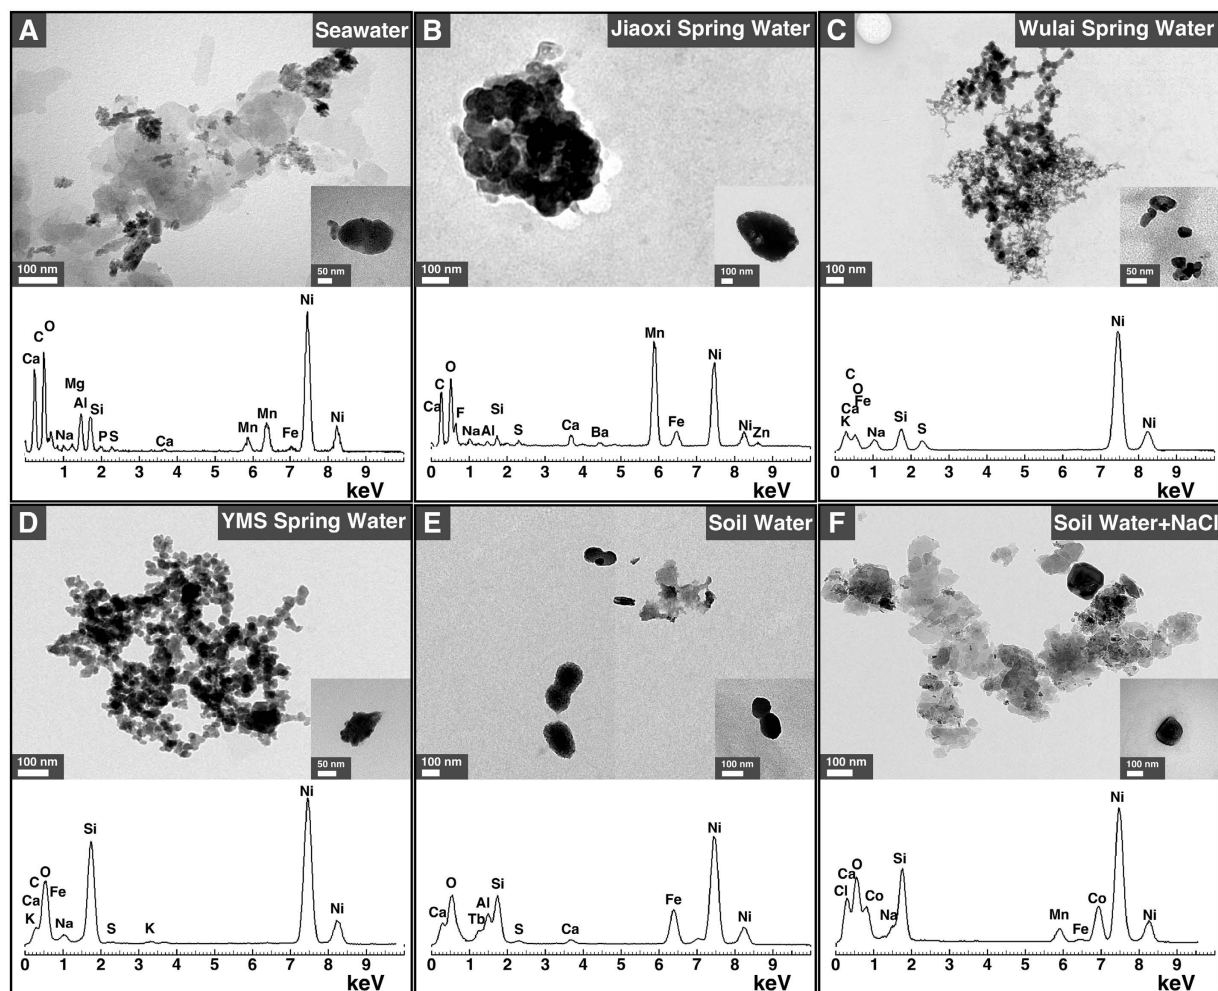 A
Seawater
100 nm
50 nm
Ni
Ca C O
Mg
Al
Si
Na
P S
Ca
Mn
Mn
Fe
Ni
1 2 3 4 5 6 7 8 9
keV
B
Jiaoxi Spring Water
100 nm
100 nm
Mn
Ni
O
C
Ca
F
Na
Al
Si
S
Ca
Ba
Fe
Ni
Zn
0 1 2 3 4 5 6 7 8 9
keV
C
Wulai Spring Water
100 nm
50 nm
Ni
C
O
Fe
Ca
K
Na
Si
S
Ni
0 1 2 3 4 5 6 7 8 9
keV
D
YMS Spring Water
100 nm
50 nm
Ni
Si
O
C
Fe
Ca
K
Na
S
K
Ni
0 1 2 3 4 5 6 7 8 9
keV
E
Soil Water
100 nm
100 nm
Ni
O
Ca
Al
Si
Tb
S
Ca
Fe
Ni
0 1 2 3 4 5 6 7 8 9
keV
F
Soil Water+NaCl
100 nm
100 nm
Ni
O
Ca
Cl
Co
Na
Si
Mn
Fe
Co
Ni
0 1 2 3 4 5 6 7 8 9
keV